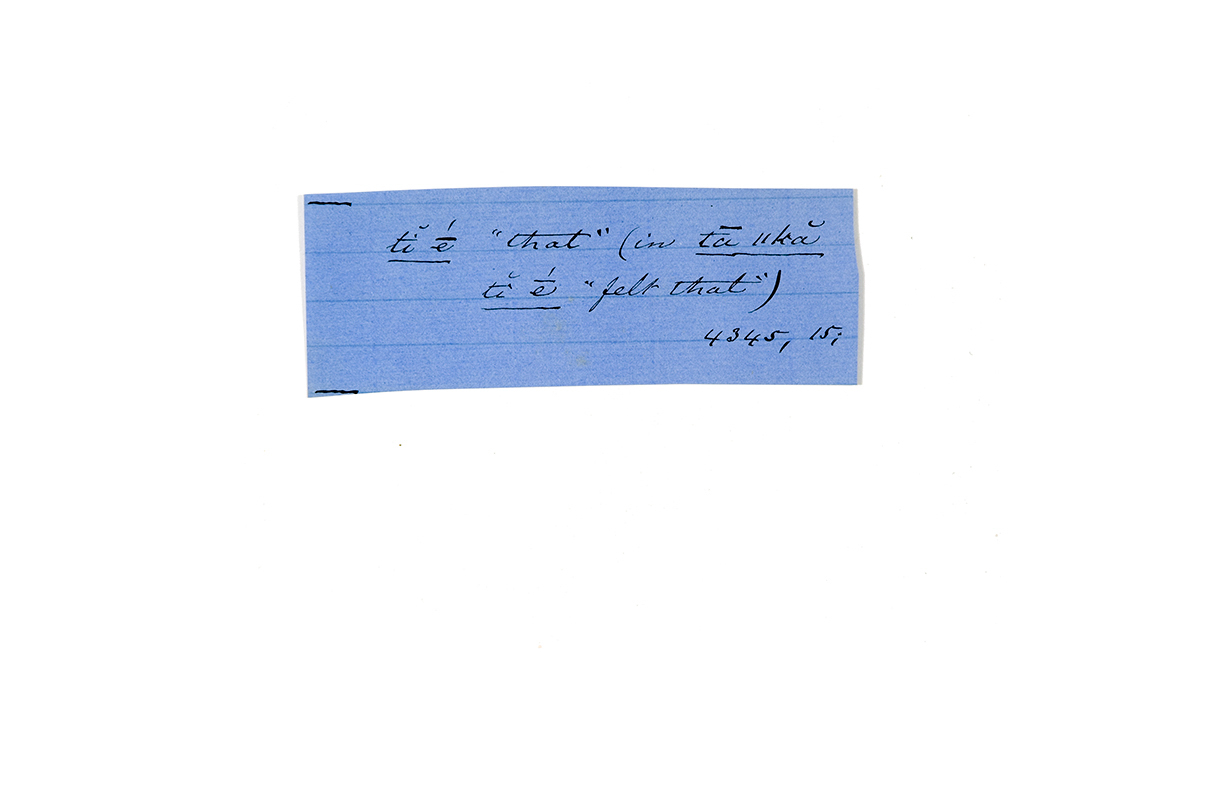 tĭ é̄ "that" (in tā ǁkă
tĭ é̄ "felt that")
4345, 15;